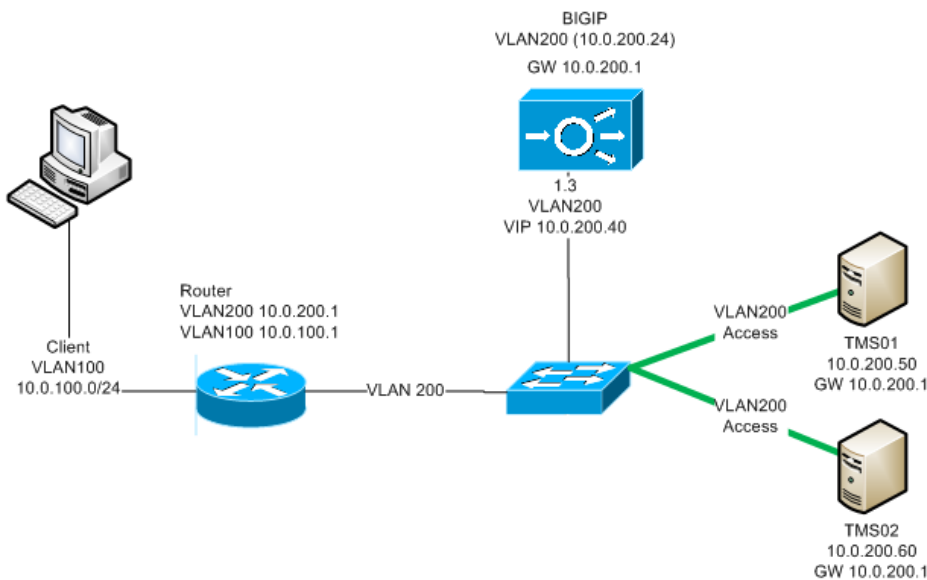 BIGIP
VLAN200 (10.0.200.24)
GW 10.0.200.1
1.3
VLAN200
VIP 10.0.200.40
Router
VLAN200 10.0.200.1
VLAN100 10.0.100.1
Client
VLAN100
10.0.100.0/24
VLAN 200
VLAN200
Access
TMS01
10.0.200.50
GW 10.0.200.1
VLAN200
Access
TMS02
10.0.200.60
GW 10.0.200.1